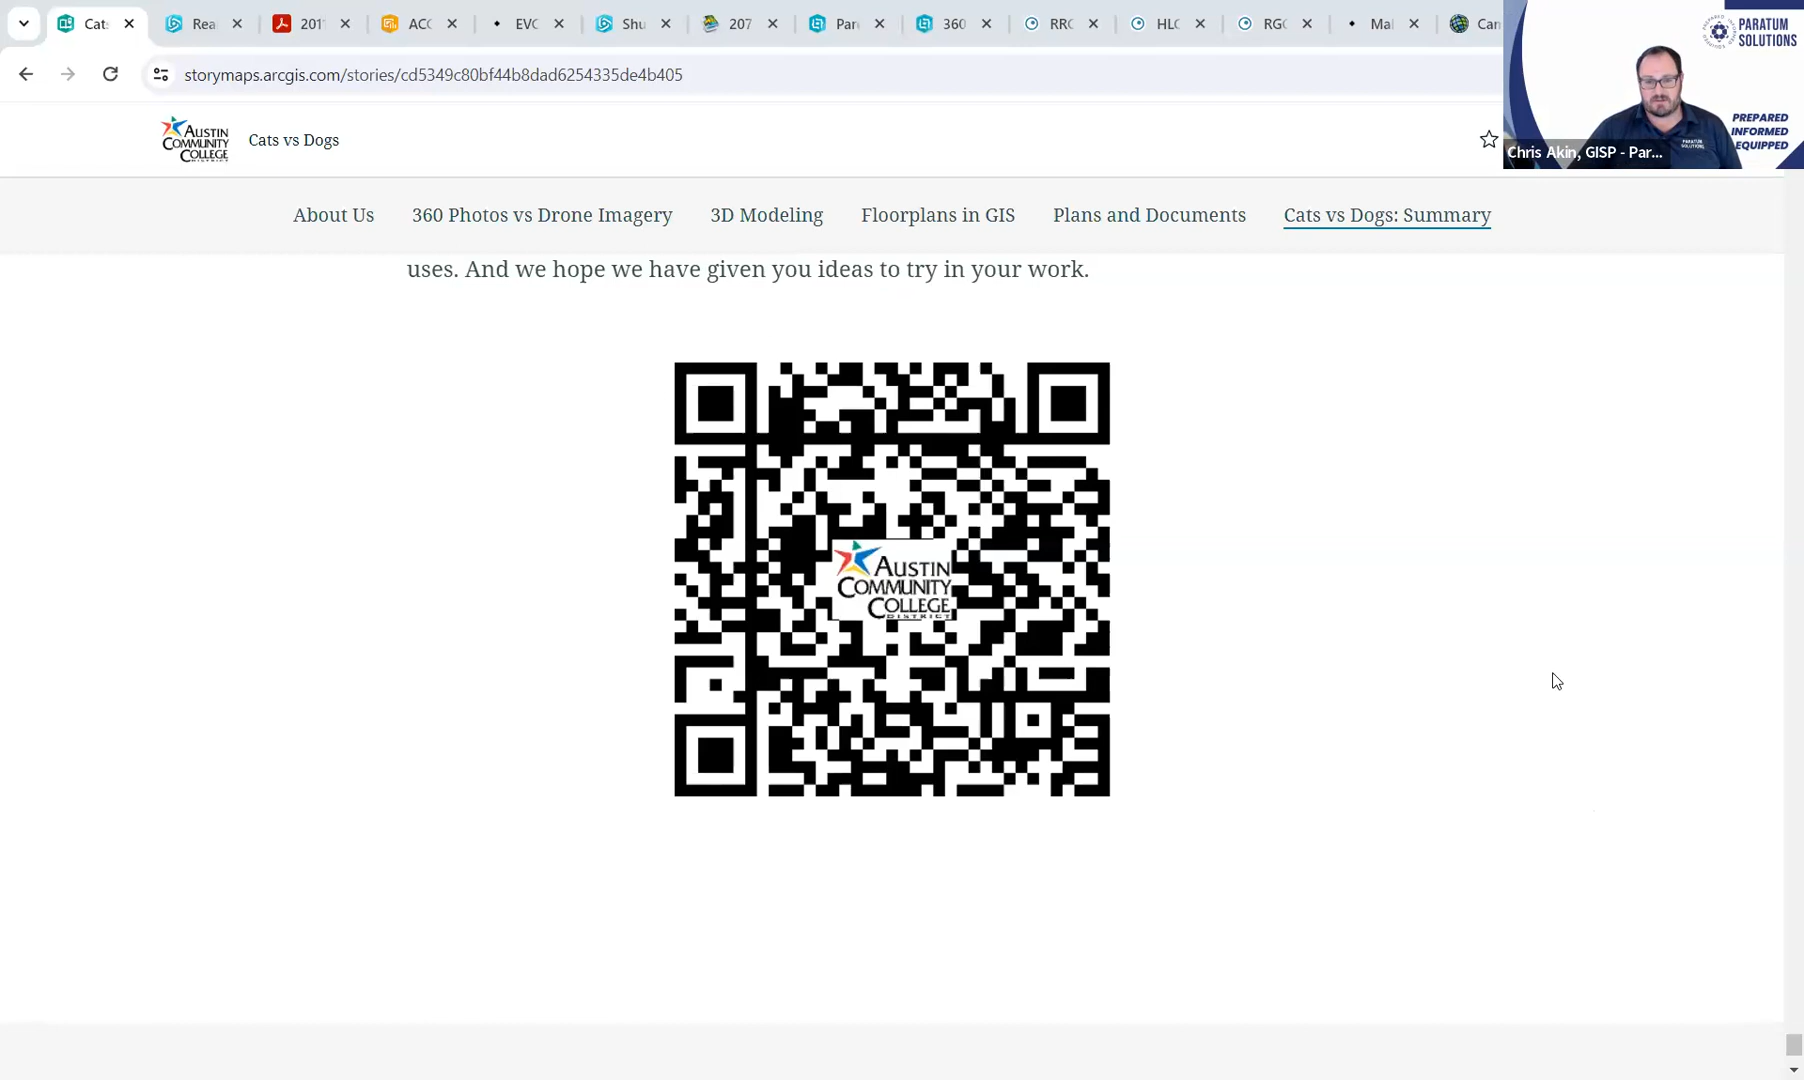 Cat:
Rea
201
ACC
EVC
Shu
207
Par
360
RRC
HLC
RGC
Mal
Can
storymaps.arcgis.com/stories/cd5349c80bf44b8dad6254335de4b405
PARATUM
SOLUTIONS
PREPARED
INFORMED
EQUIPPED
Chris Akin, GISP - Par...
AUSTIN
COMMUNITY
COLLEGE
DISTRICT
Cats vs Dogs
About Us 360 Photos vs Drone Imagery 3D Modeling Floorplans in GIS Plans and Documents Cats vs Dogs: Summary
uses. And we hope we have given you ideas to try in your work.
AUSTIN
COMMUNITY
COLLEGE
DISTRICT